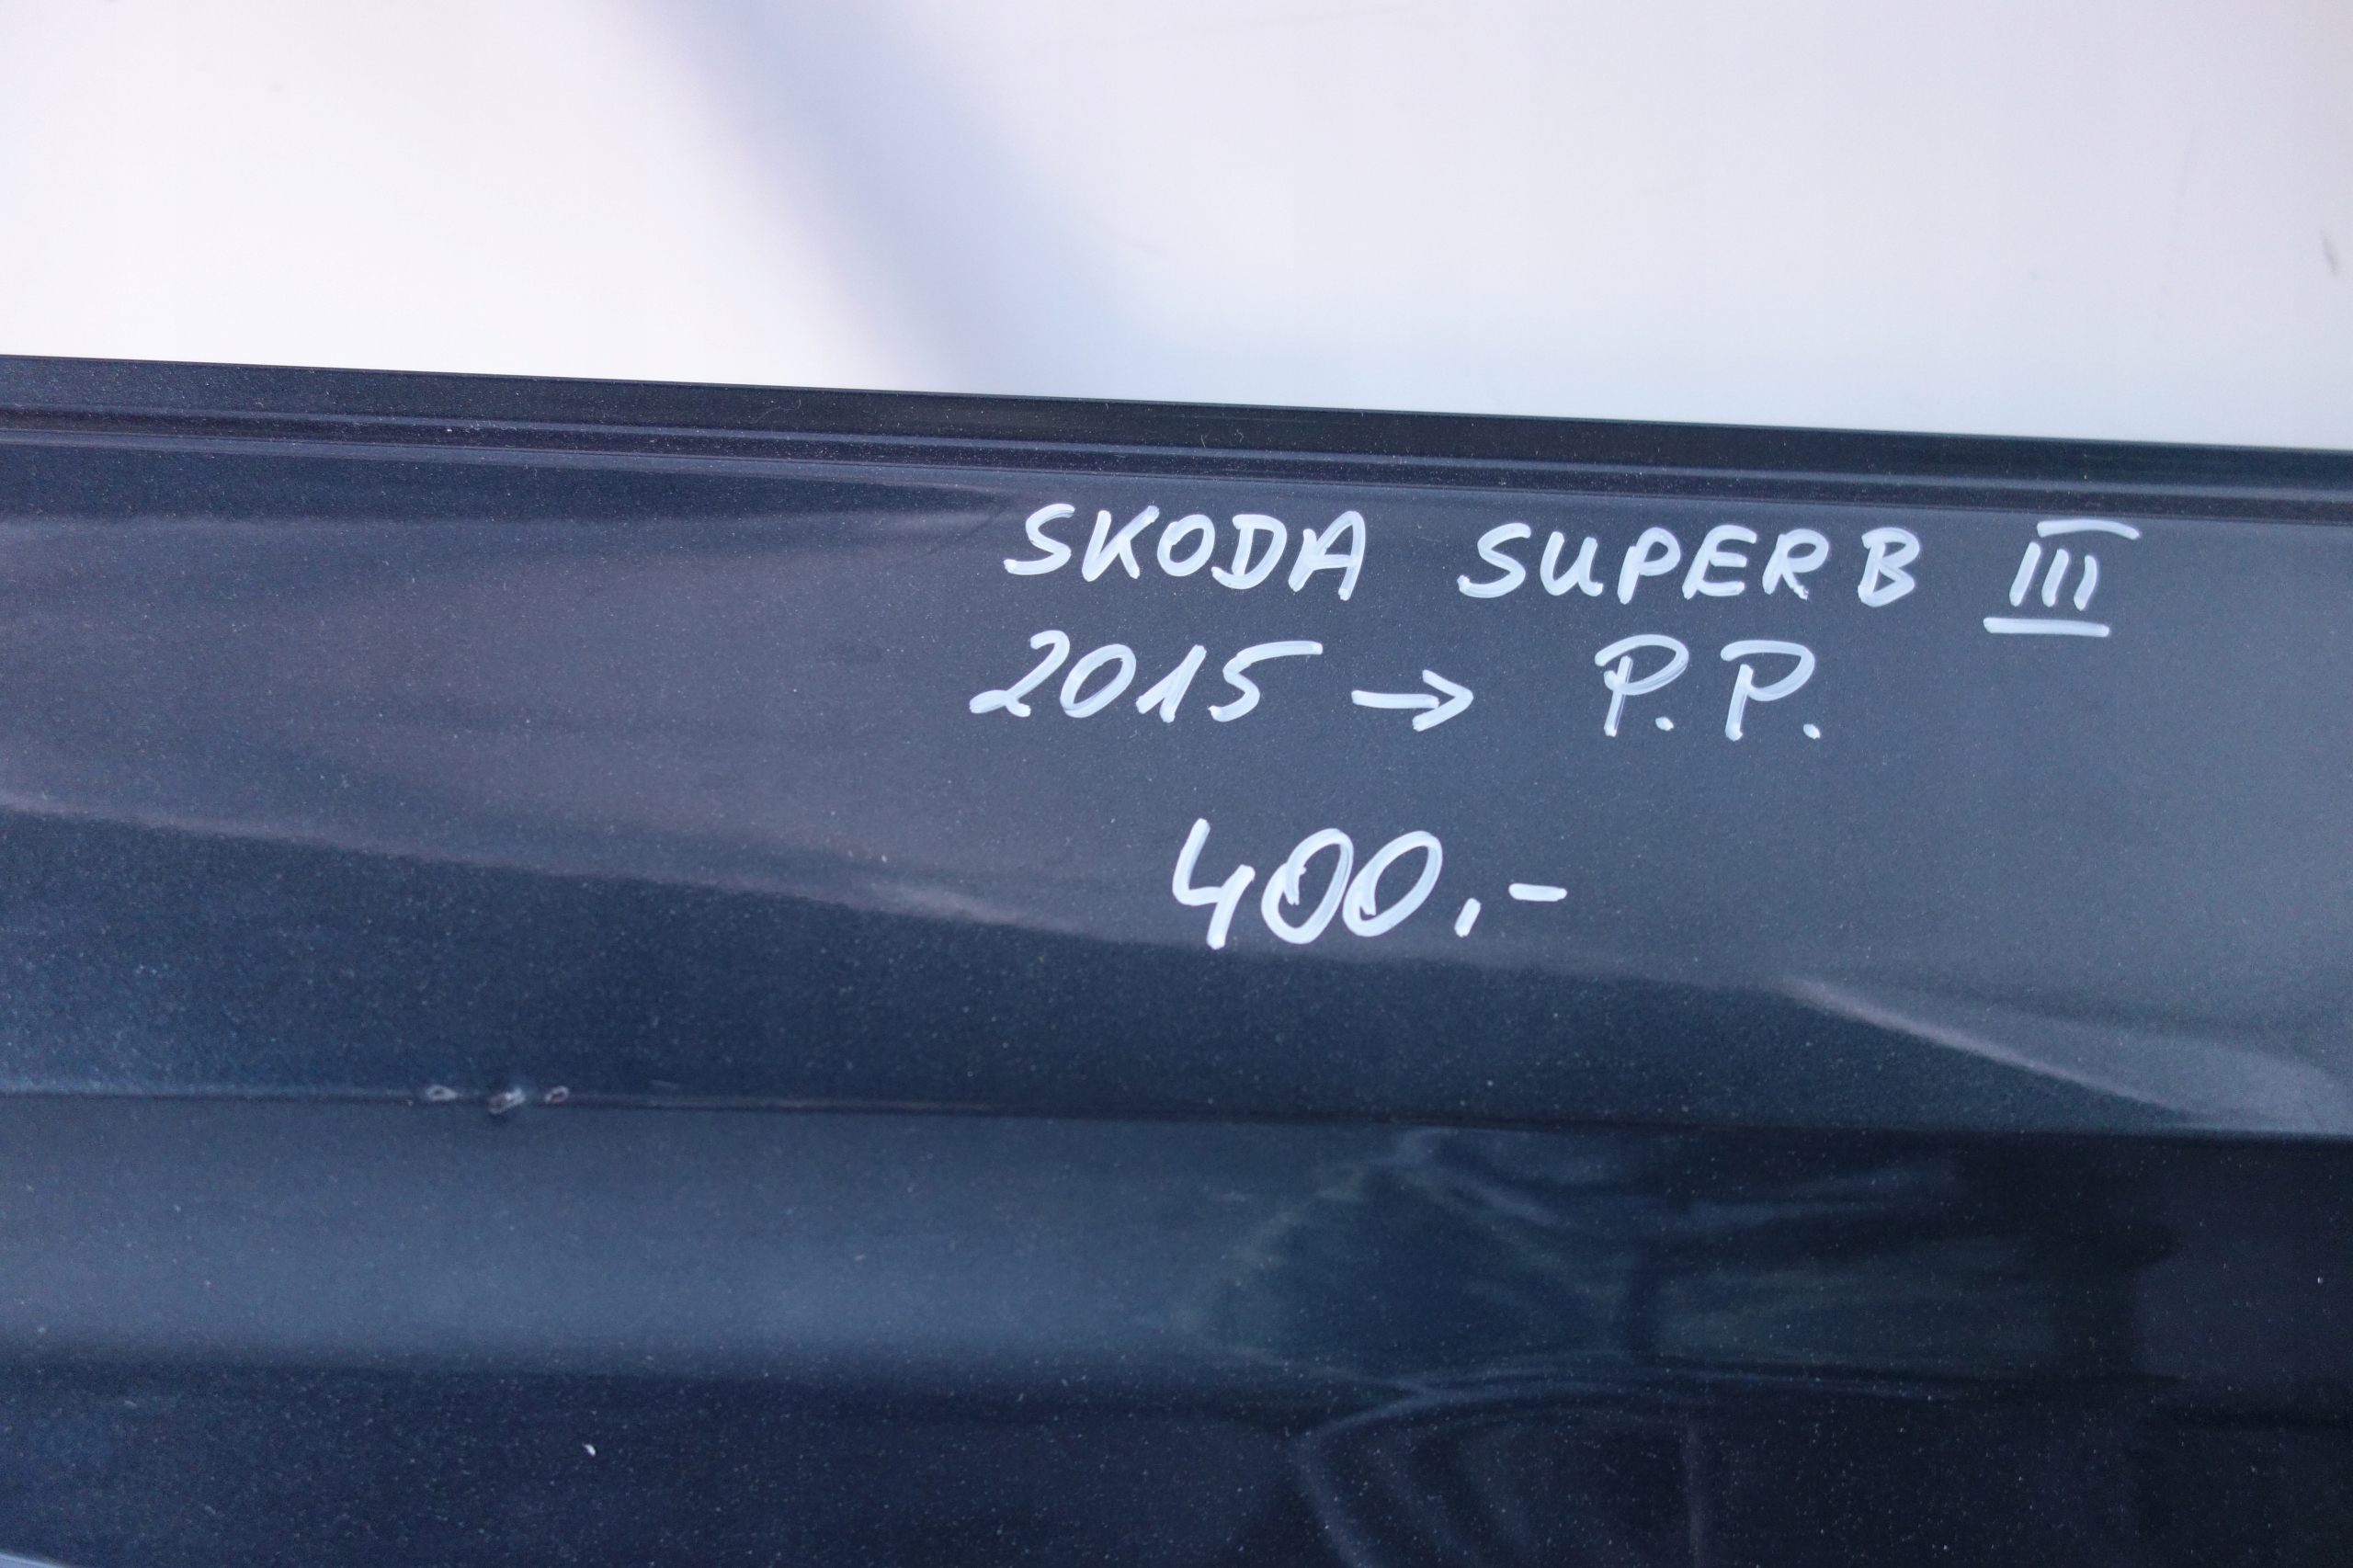 SKODA SUPERB III
2015 → P.P.
400,-